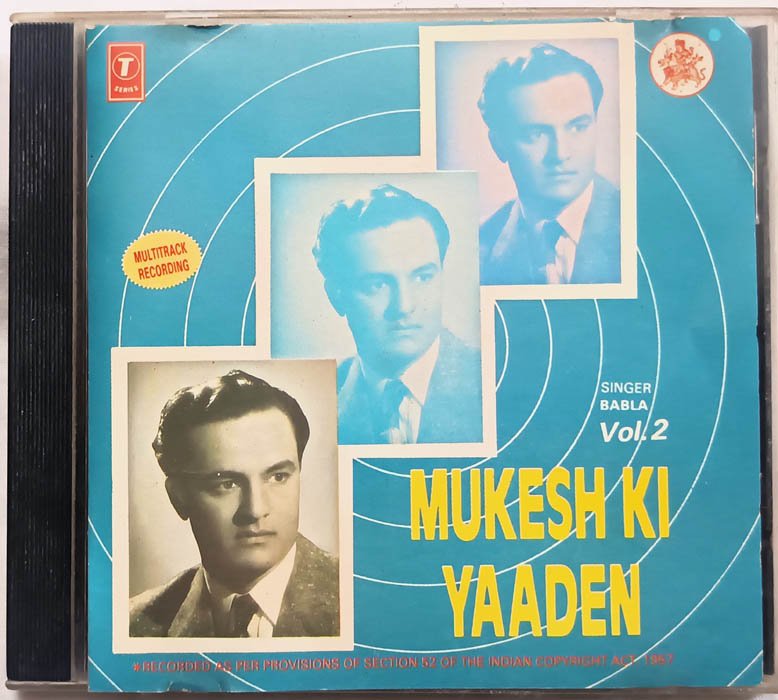 T
SERIES
MULTITRACK
RECORDING
SINGER
BABLA
Vol.2
MUKESH KI
YAADEN
*RECORDED AS PER PROVISIONS OF SECTION 52 OF THE INDIAN COPYRIGHT ACT, 1957